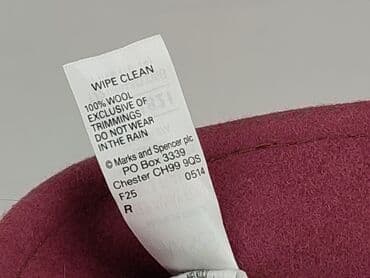 WIPE CLEAN
100% WOOL
EXCLUSIVE OF
TRIMMINGS
DO NOT WEAR
IN THE RAIN
© Marks and Spencer plc
PO Box 3339
Chester CH99 9QS
F25 0514
R